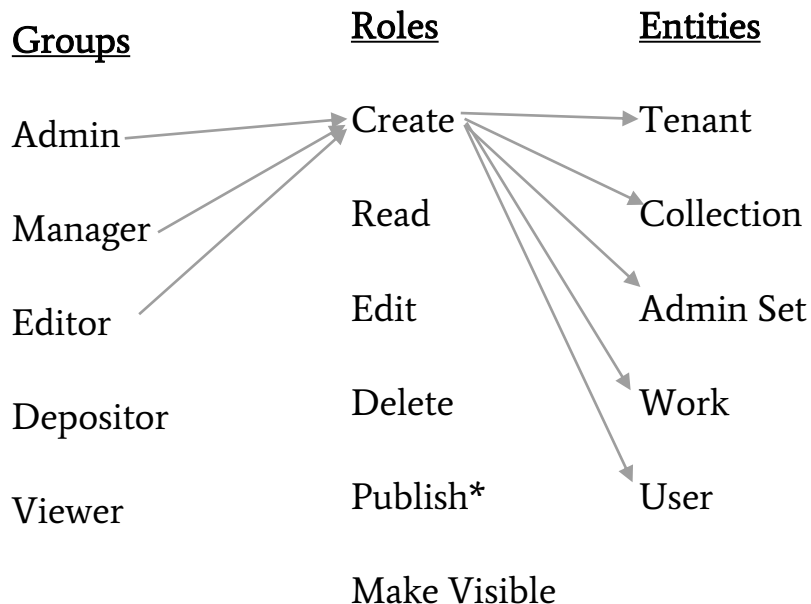 Groups
Admin
Manager
Editor
Depositor
Viewer
Roles
Create
Read
Edit
Delete
Publish*
Make Visible
Entities
Tenant
Collection
Admin Set
Work
User